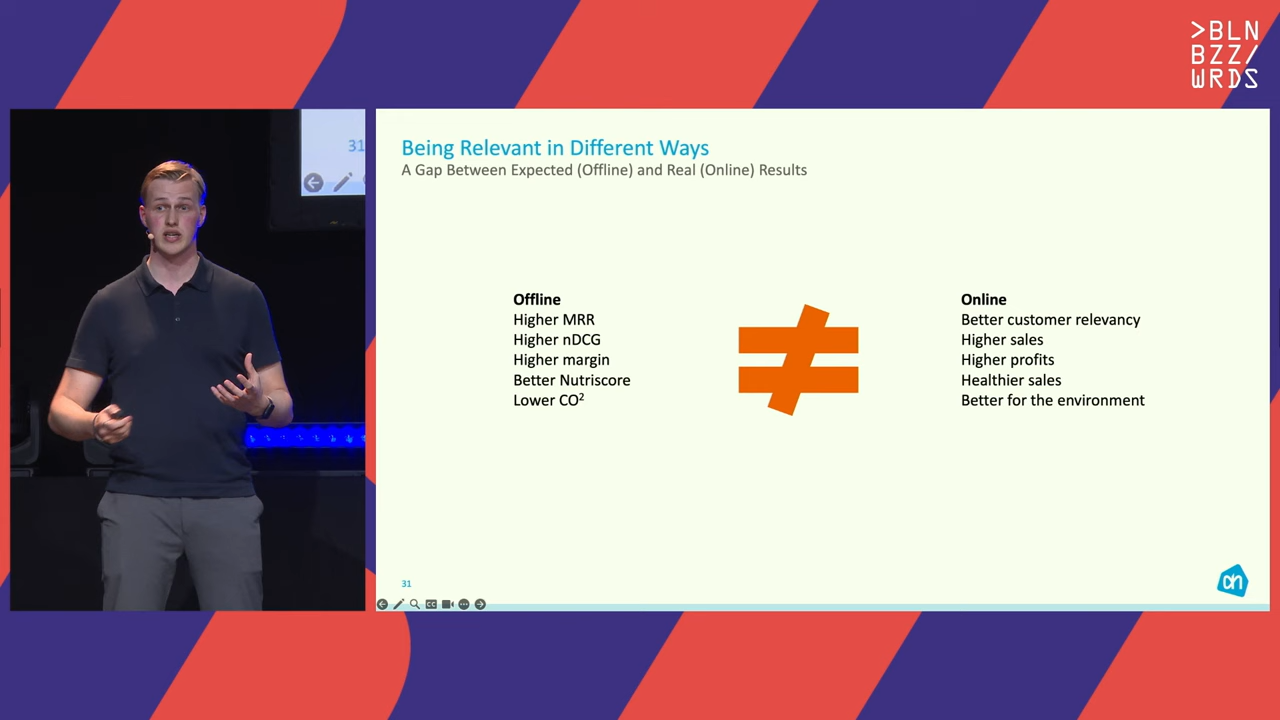 >BLN
BZZ/
WRDS
31
Being Relevant in Different Ways
A Gap Between Expected (Offline) and Real (Online) Results
Offline
Higher MRR
Higher nDCG
Higher margin
Better Nutriscore
Lower CO²
≠
Online
Better customer relevancy
Higher sales
Higher profits
Healthier sales
Better for the environment
31
CC
ah